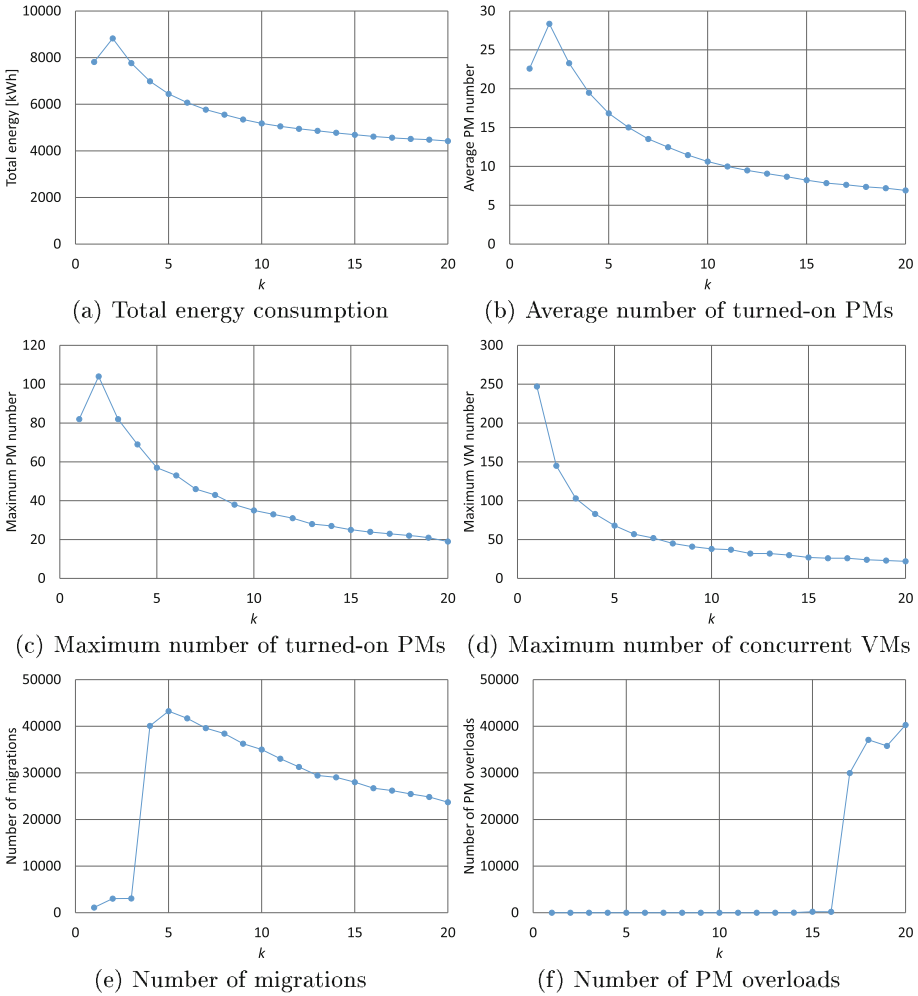 10000
8000
6000
4000
2000
0
Total energy [kWh]
0 5 10 15 20
k
(a) Total energy consumption
30
25
20
15
10
5
0
Average PM number
0 5 10 15 20
k
(b) Average number of turned-on PMs
120
100
80
60
40
20
0
Maximum PM number
0 5 10 15 20
k
(c) Maximum number of turned-on PMs
300
250
200
150
100
50
0
Maximum VM number
0 5 10 15 20
k
(d) Maximum number of concurrent VMs
50000
40000
30000
20000
10000
0
Number of migrations
0 5 10 15 20
k
(e) Number of migrations
50000
40000
30000
20000
10000
0
Number of PM overloads
0 5 10 15 20
k
(f) Number of PM overloads